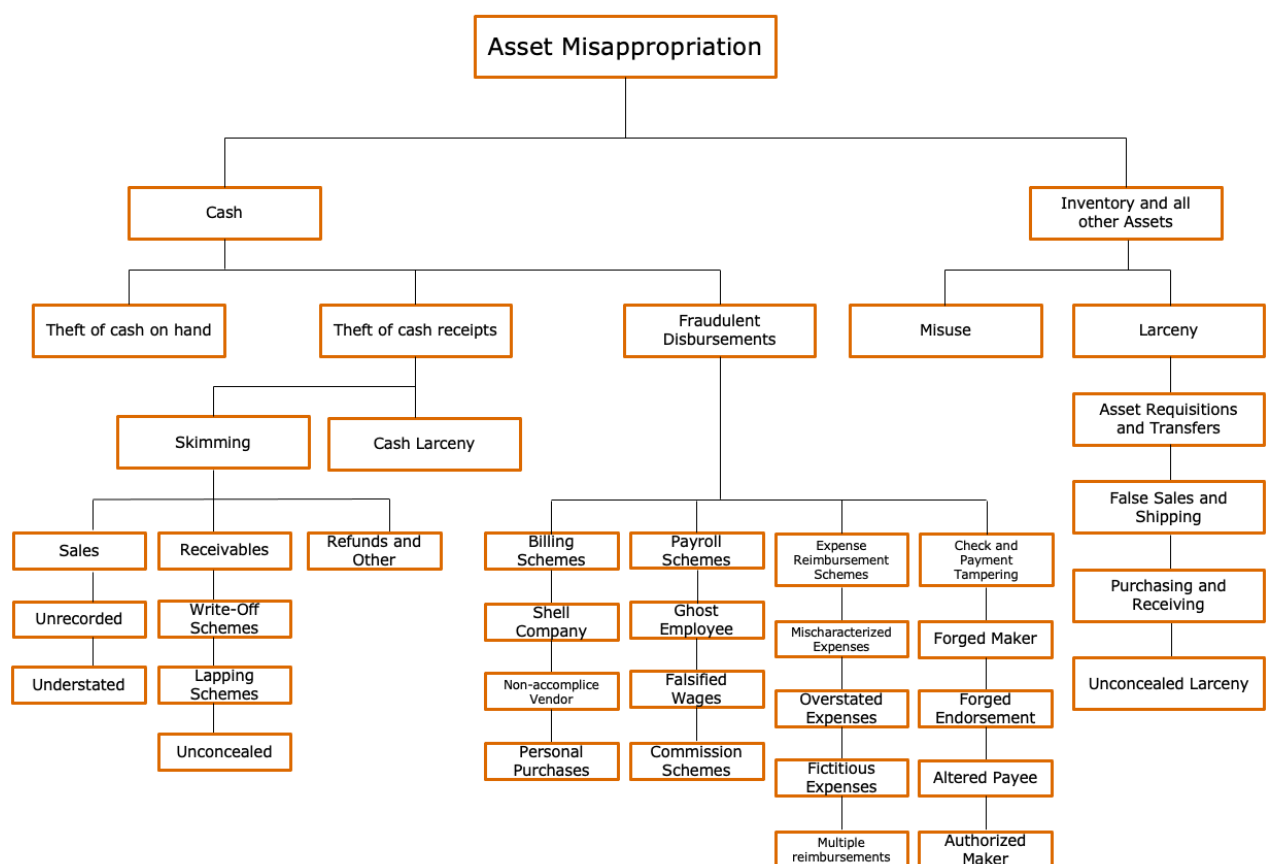 Asset Misappropriation
Cash
Inventory and all
other Assets
Theft of cash on hand
Theft of cash receipts
Fraudulent
Disbursements
Misuse
Larceny
Skimming
Cash Larceny
Asset Requisitions
and Transfers
False Sales and
Shipping
Purchasing and
Receiving
Unconcealed Larceny
Sales
Unrecorded
Understated
Receivables
Write-Off
Schemes
Lapping
Schemes
Unconcealed
Refunds and
Other
Billing
Schemes
Shell
Company
Non-accomplice
Vendor
Personal
Purchases
Payroll
Schemes
Ghost
Employee
Falsified
Wages
Commission
Schemes
Expense
Reimbursement
Schemes
Mischaracterized
Expenses
Overstated
Expenses
Fictitious
Expenses
Multiple
reimbursements
Check and
Payment
Tampering
Forged Maker
Forged
Endorsement
Altered Payee
Authorized
Maker